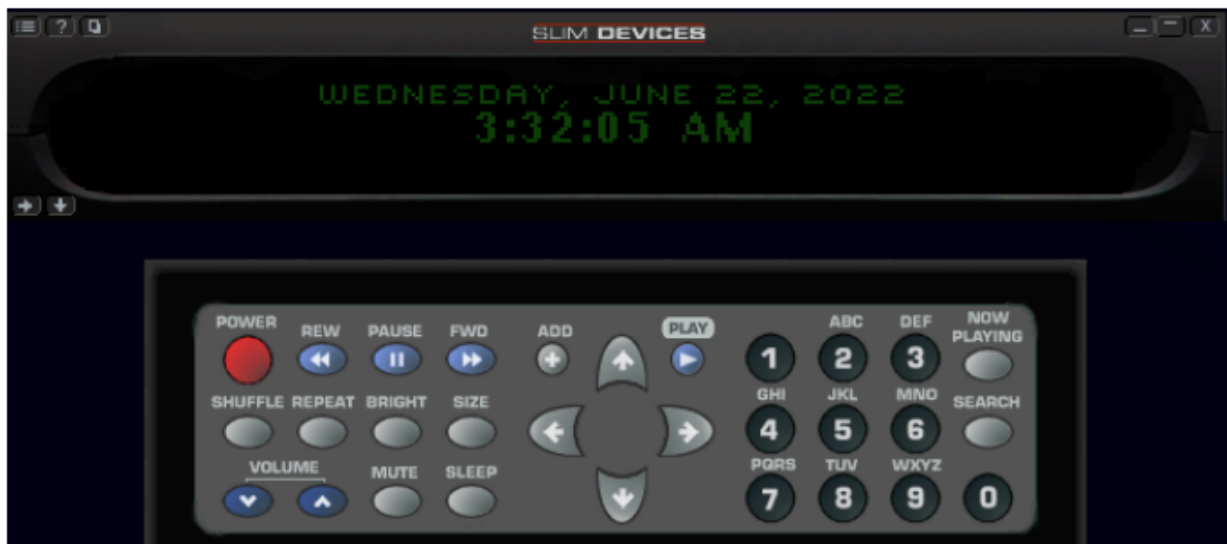 SLIM DEVICES
WEDNESDAY, JUNE 22, 2022
3:32:05 AM
POWER REW PAUSE FWD ADD PLAY ABC DEF NOW PLAYING
1 2 3
SHUFFLE REPEAT BRIGHT SIZE GHI JKL MNO SEARCH
4 5 6
VOLUME MUTE SLEEP PQRS TUV WXYZ
7 8 9 0